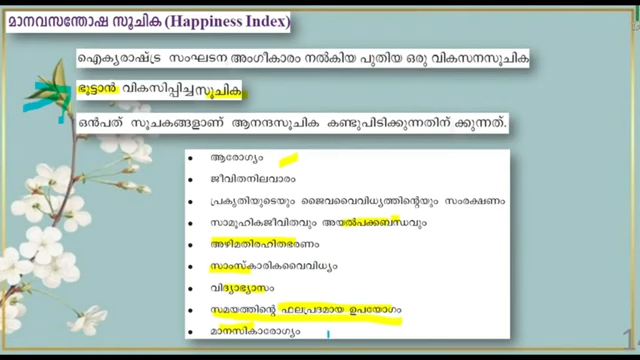 മാനവസന്തോഷ സൂചിക (Happiness Index)
ഐക്യരാഷ്ട്ര സംഘടന അംഗീകാരം നൽകിയ പുതിയ ഒരു വികസനസൂചിക
ഭൂട്ടാൻ വികസിപ്പിച്ച സൂചിക
ഒൻപത് സൂചകങ്ങളാണ് ആനന്ദസൂചിക കണ്ടുപിടിക്കുന്നതിന് ക്കുന്നത്.
• ആരോഗ്യം
• ജീവിതനിലവാരം
• പ്രകൃതിയുടെയും ജൈവവൈവിധ്യത്തിന്റെയും സംരക്ഷണം
• സാമൂഹികജീവിതവും അയൽപക്കബന്ധവും
• അഴിമതിരഹിതഭരണം
• സാംസ്കാരികവൈവിധ്യം
• വിദ്യാഭ്യാസം
• സമയത്തിന്റെ ഫലപ്രദമായ ഉപയോഗം
• മാനസികാരോഗ്യം